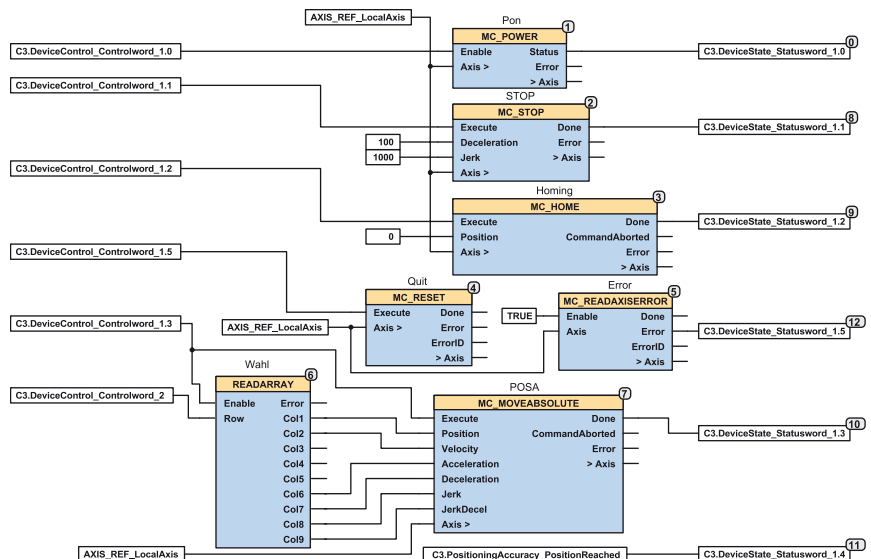 AXIS_REF_LocalAxis
Pon
1
MC_POWER
C3.DeviceControl_Controlword_1.0
Enable Status
C3.DeviceState_Statusword_1.0
0
Axis > Error
> Axis
C3.DeviceControl_Controlword_1.1
STOP
2
MC_STOP
Execute Done
C3.DeviceState_Statusword_1.1
8
100
Deceleration Error
1000
Jerk > Axis
Axis >
C3.DeviceControl_Controlword_1.2
Homing
3
MC_HOME
Execute Done
C3.DeviceState_Statusword_1.2
9
0
Position CommandAborted
Axis > Error
> Axis
C3.DeviceControl_Controlword_1.5
Quit
4
MC_RESET
Execute Done
AXIS_REF_LocalAxis
Axis > Error
ErrorID
> Axis
Error
5
MC_READAXISERROR
TRUE
Enable Done
Axis Error
C3.DeviceState_Statusword_1.5
12
ErrorID
> Axis
C3.DeviceControl_Controlword_1.3
Wahl
6
READARRAY
C3.DeviceControl_Controlword_2
Enable Error
Row Col1
Col2
Col3
Col4
Col5
Col6
Col7
Col8
Col9
POSA
7
MC_MOVEABSOLUTE
Execute Done
C3.DeviceState_Statusword_1.3
10
Position CommandAborted
Velocity Error
Acceleration > Axis
Deceleration
Jerk
JerkDecel
Axis >
AXIS_REF_LocalAxis
C3.PositioningAccuracy_PositionReached
C3.DeviceState_Statusword_1.4
11